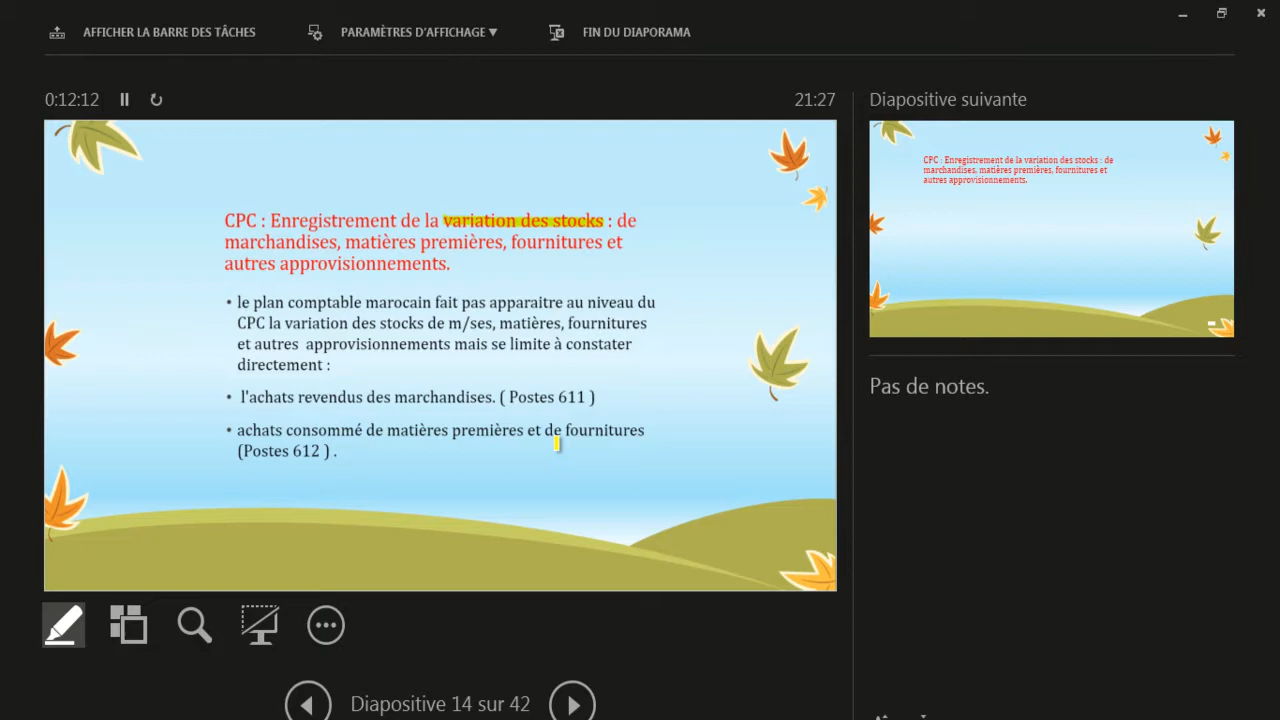 AFFICHER LA BARRE DES TÂCHES
PARAMÈTRES D'AFFICHAGE ▼
FIN DU DIAPORAMA
0:12:12
21:27
CPC : Enregistrement de la variation des stocks : de
marchandises, matières premières, fournitures et
autres approvisionnements.
• le plan comptable marocain fait pas apparaitre au niveau du
CPC la variation des stocks de m/ses, matières, fournitures
et autres approvisionnements mais se limite à constater
directement :
• l'achats revendus des marchandises. ( Postes 611 )
• achats consommé de matières premières et de fournitures
(Postes 612 ) .
Diapositive 14 sur 42
Diapositive suivante
CPC : Enregistrement de la variation des stocks : de
marchandises, matières premières, fournitures et
autres approvisionnements.
Pas de notes.